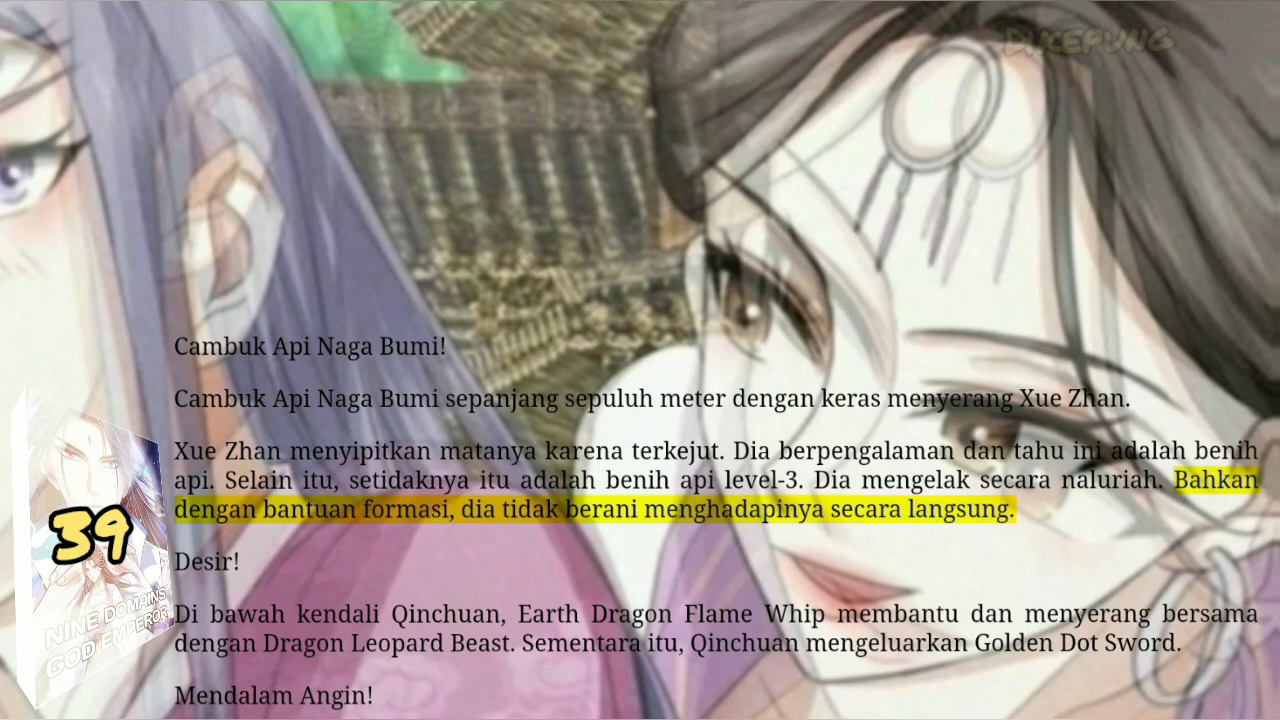 DIKEPUNG
Cambuk Api Naga Bumi!
Cambuk Api Naga Bumi sepanjang sepuluh meter dengan keras menyerang Xue Zhan.
Xue Zhan menyipitkan matanya karena terkejut. Dia berpengalaman dan tahu ini adalah benih
api. Selain itu, setidaknya itu adalah benih api level-3. Dia mengelak secara naluriah. Bahkan
dengan bantuan formasi, dia tidak berani menghadapinya secara langsung.
Desir!
Di bawah kendali Qinchuan, Earth Dragon Flame Whip membantu dan menyerang bersama
dengan Dragon Leopard Beast. Sementara itu, Qinchuan mengeluarkan Golden Dot Sword.
Mendalam Angin!
39
NINE DOMAINS
GOD EMPEROR